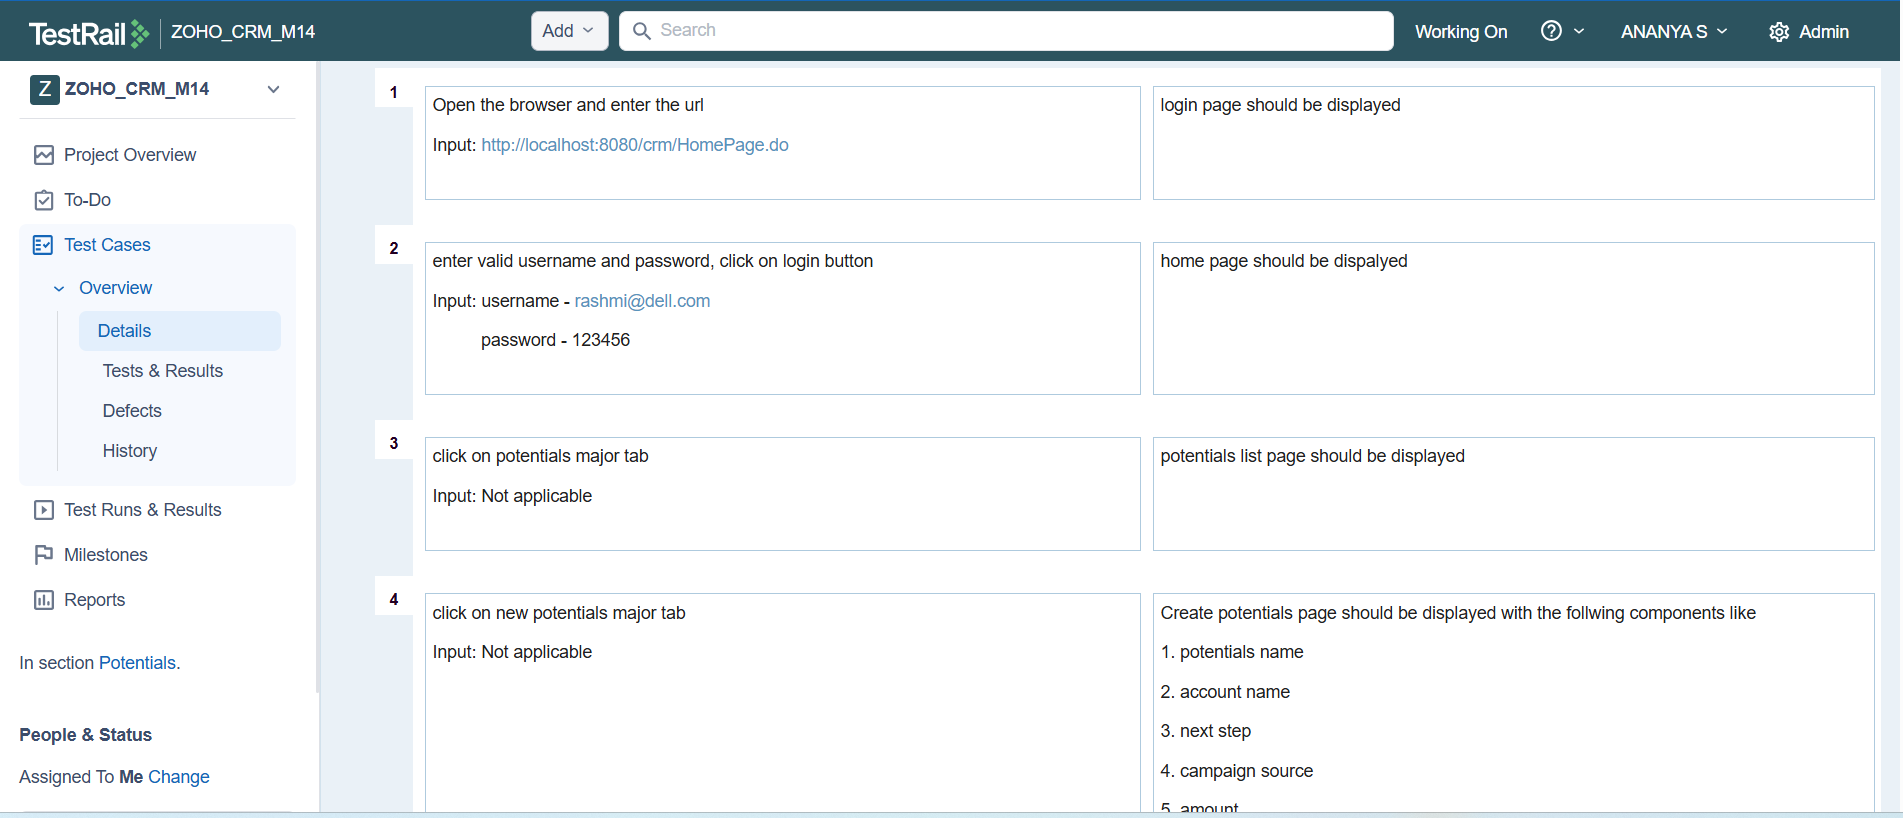 TestRail ZOHO_CRM_M14 Add Search Working On ANANYA S Admin
Z ZOHO_CRM_M14
Project Overview
To-Do
Test Cases
Overview
Details
Tests & Results
Defects
History
Test Runs & Results
Milestones
Reports
In section Potentials.
People & Status
Assigned To Me Change
1
Open the browser and enter the url
Input: http://localhost:8080/crm/HomePage.do
login page should be displayed
2
enter valid username and password, click on login button
Input: username - rashmi@dell.com
password - 123456
home page should be dispalyed
3
click on potentials major tab
Input: Not applicable
potentials list page should be displayed
4
click on new potentials major tab
Input: Not applicable
Create potentials page should be displayed with the follwing components like
1. potentials name
2. account name
3. next step
4. campaign source
5. amount